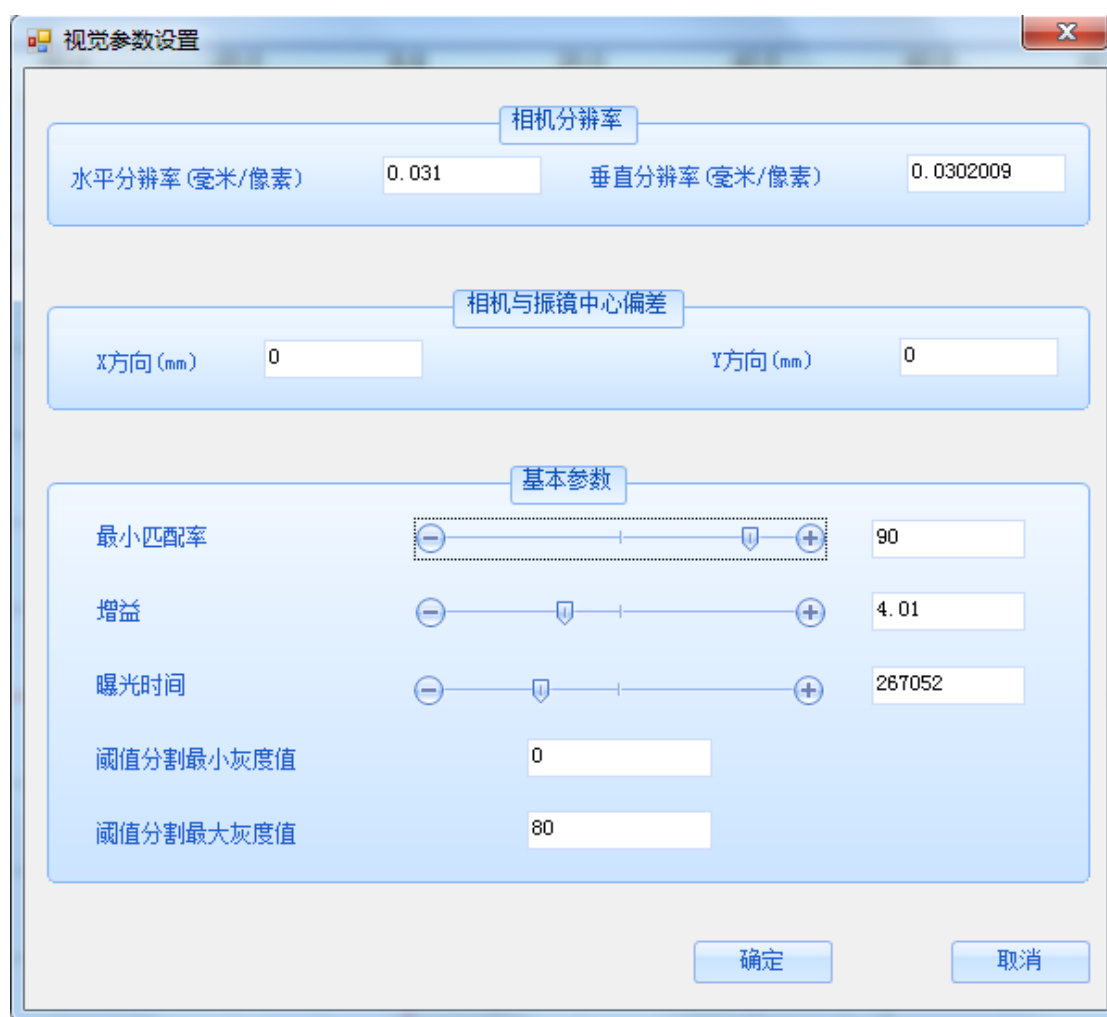 视觉参数设置
相机分辨率
水平分辨率(毫米/像素) 0.031 垂直分辨率(毫米/像素) 0.0302009
相机与振镜中心偏差
X方向(mm) 0 Y方向(mm) 0
基本参数
最小匹配率 90
增益 4.01
曝光时间 267052
阈值分割最小灰度值 0
阈值分割最大灰度值 80
确定 取消